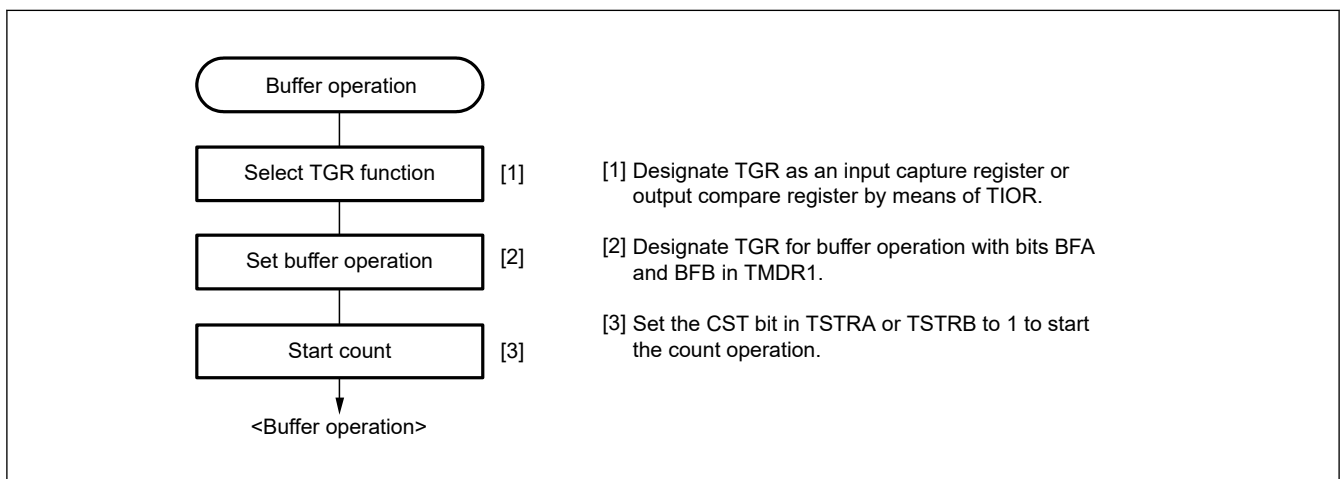 Buffer operation
Select TGR function
[1]
[1] Designate TGR as an input capture register or
output compare register by means of TIOR.
Set buffer operation
[2]
[2] Designate TGR for buffer operation with bits BFA
and BFB in TMDR1.
Start count
[3]
[3] Set the CST bit in TSTRA or TSTRB to 1 to start
the count operation.
<Buffer operation>